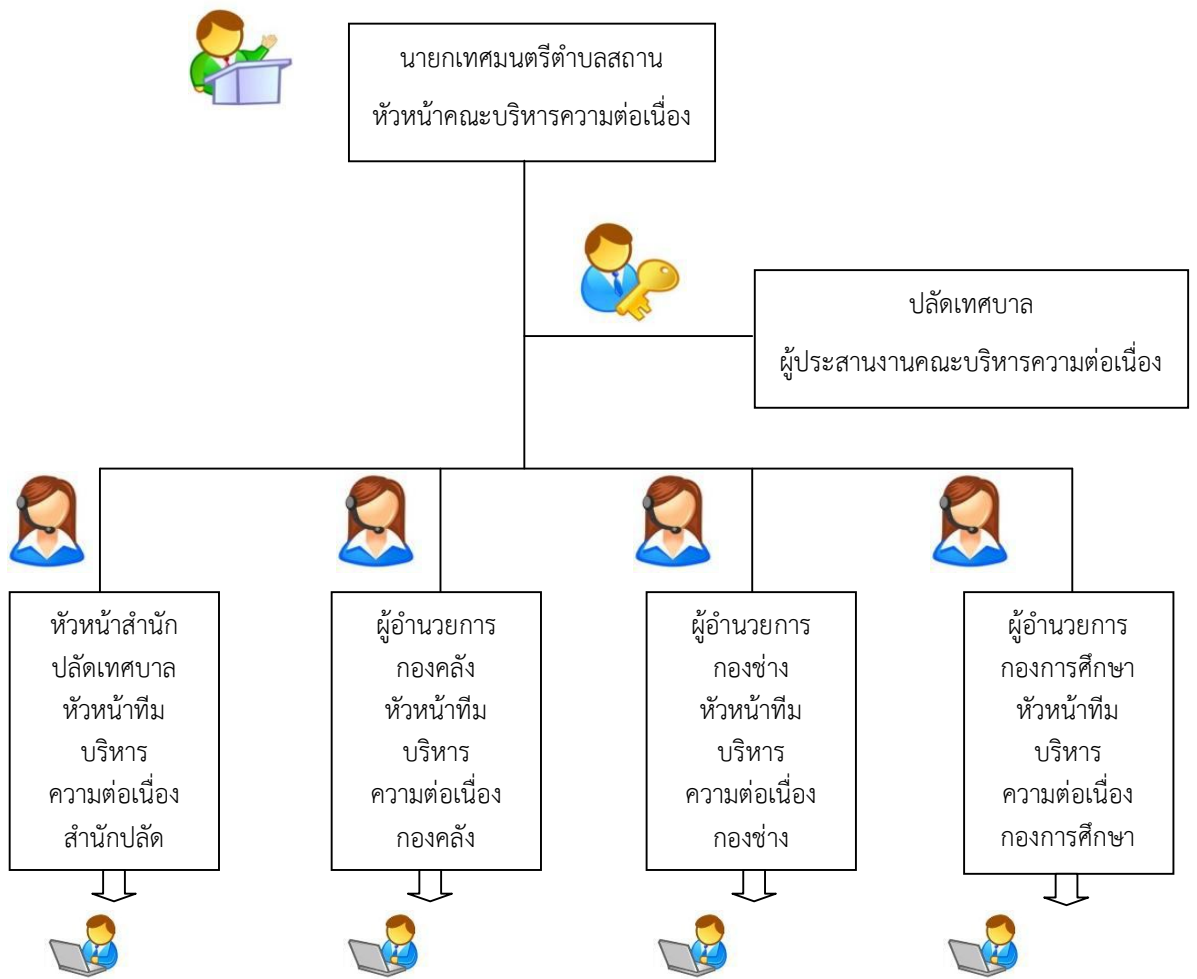 นายกเทศมนตรีตำบลสถาน
หัวหน้าคณะบริหารความต่อเนื่อง
ปลัดเทศบาล
ผู้ประสานงานคณะบริหารความต่อเนื่อง
หัวหน้าสำนัก
ปลัดเทศบาล
หัวหน้าทีม
บริหาร
ความต่อเนื่อง
สำนักปลัด
ผู้อำนวยการ
กองคลัง
หัวหน้าทีม
บริหาร
ความต่อเนื่อง
กองคลัง
ผู้อำนวยการ
กองช่าง
หัวหน้าทีม
บริหาร
ความต่อเนื่อง
กองช่าง
ผู้อำนวยการ
กองการศึกษา
หัวหน้าทีม
บริหาร
ความต่อเนื่อง
กองการศึกษา